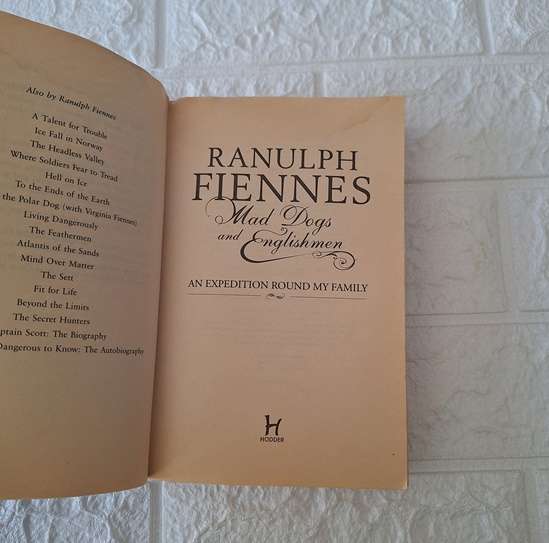 Also by Ranulph Fiennes
A Talent for Trouble
Ice Fall in Norway
The Headless Valley
Where Soldiers Fear to Tread
Hell on Ice
To the Ends of the Earth
the Polar Dog (with Virginia Fiennes)
Living Dangerously
The Feathermen
Atlantis of the Sands
Mind Over Matter
The Sett
Fit for Life
Beyond the Limits
The Secret Hunters
ptain Scott: The Biography
Dangerous to Know: The Autobiography
RANULPH
FIENNES
Mad Dogs
and Englishmen
AN EXPEDITION ROUND MY FAMILY
H
HODDER